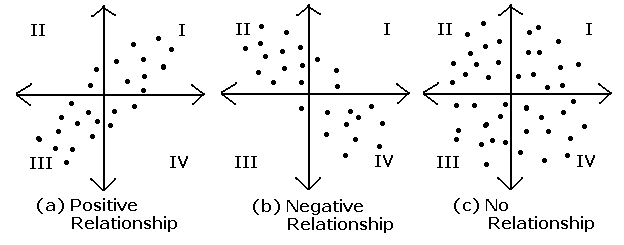 II I II I II I
III IV III IV III IV
(a) Positive Relationship
(b) Negative Relationship
(c) No Relationship